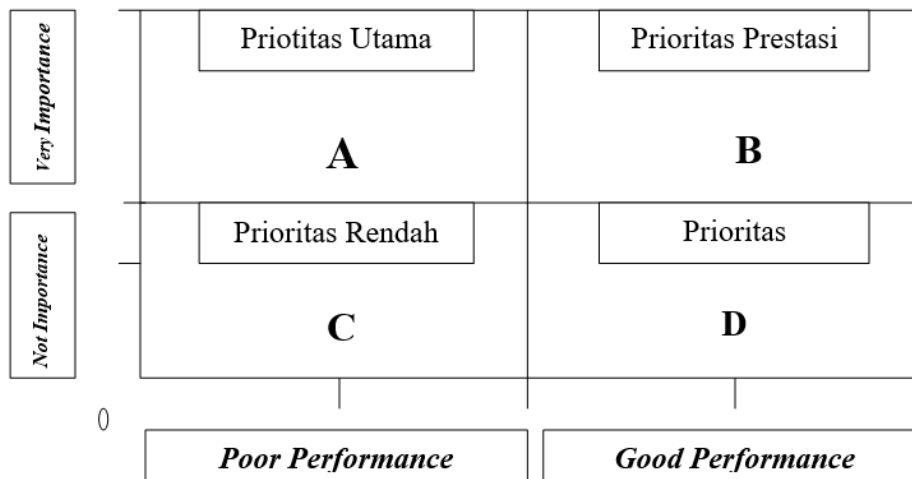 Very Importance
Priotitas Utama
Prioritas Prestasi
A
B
Not Importance
Prioritas Rendah
Prioritas
C
D
0
Poor Performance
Good Performance